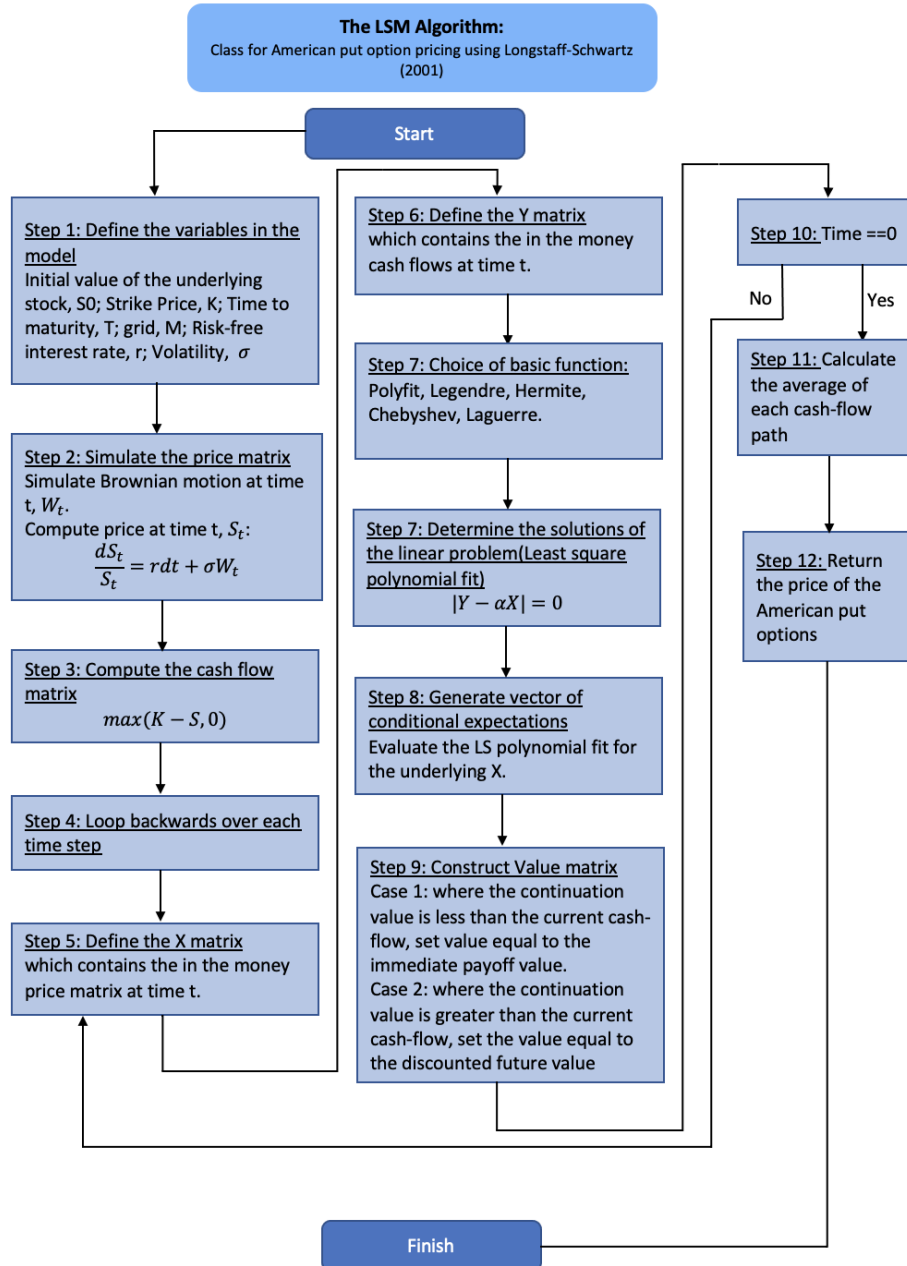 The LSM Algorithm:
Class for American put option pricing using Longstaff-Schwartz
(2001)
Start
Step 1: Define the variables in the
model
Initial value of the underlying
stock, S0; Strike Price, K; Time to
maturity, T; grid, M; Risk-free
interest rate, r; Volatility, σ
Step 2: Simulate the price matrix
Simulate Brownian motion at time
t, W_t.
Compute price at time t, S_t:
dS_t/S_t = rdt + σW_t
Step 3: Compute the cash flow
matrix
max(K − S, 0)
Step 4: Loop backwards over each
time step
Step 5: Define the X matrix
which contains the in the money
price matrix at time t.
Step 6: Define the Y matrix
which contains the in the money
cash flows at time t.
Step 7: Choice of basic function:
Polyfit, Legendre, Hermite,
Chebyshev, Laguerre.
Step 7: Determine the solutions of
the linear problem(Least square
polynomial fit)
|Y − αX| = 0
Step 8: Generate vector of
conditional expectations
Evaluate the LS polynomial fit for
the underlying X.
Step 9: Construct Value matrix
Case 1: where the continuation
value is less than the current cash-
flow, set value equal to the
immediate payoff value.
Case 2: where the continuation
value is greater than the current
cash-flow, set the value equal to
the discounted future value
Step 10: Time ==0
No
Yes
Step 11: Calculate
the average of
each cash-flow
path
Step 12: Return
the price of the
American put
options
Finish